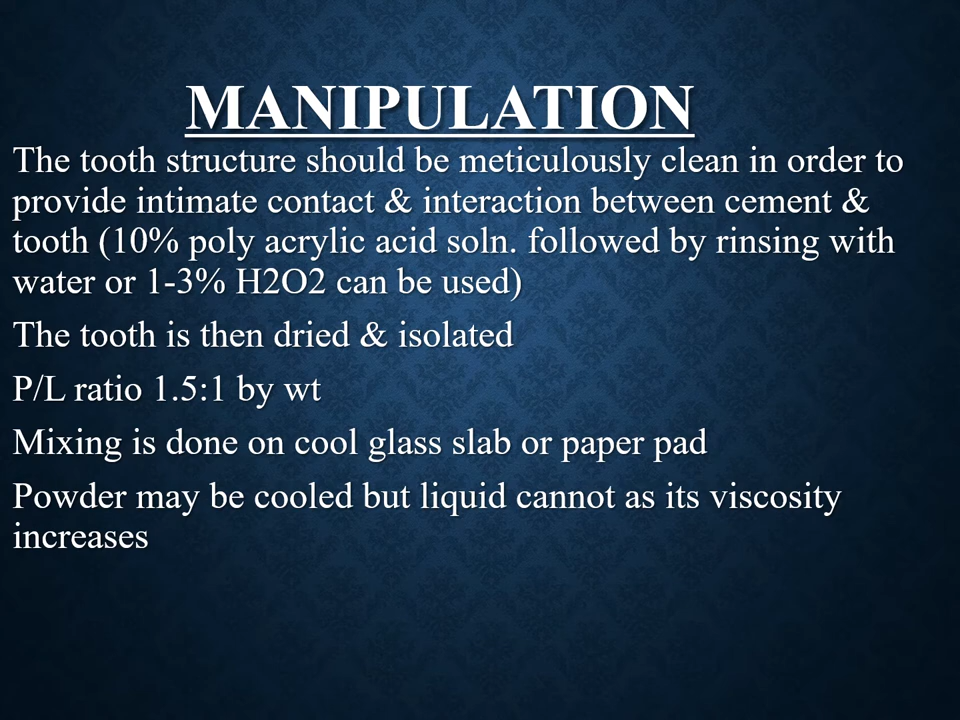 MANIPULATION
The tooth structure should be meticulously clean in order to
provide intimate contact & interaction between cement &
tooth (10% poly acrylic acid soln. followed by rinsing with
water or 1-3% H2O2 can be used)
The tooth is then dried & isolated
P/L ratio 1.5:1 by wt
Mixing is done on cool glass slab or paper pad
Powder may be cooled but liquid cannot as its viscosity
increases